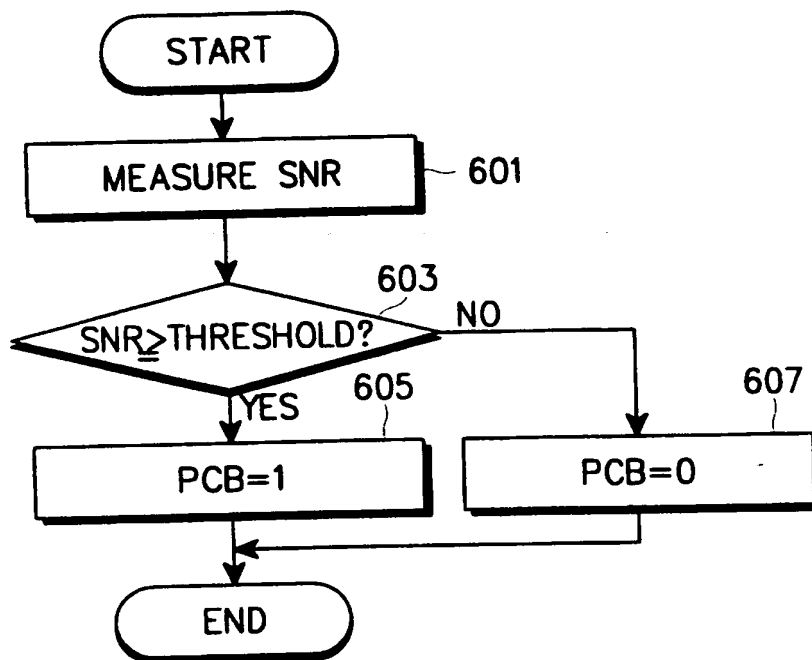 START
MEASURE SNR
601
603
SNR≧THRESHOLD?
NO
YES
605
607
PCB=1
PCB=0
END